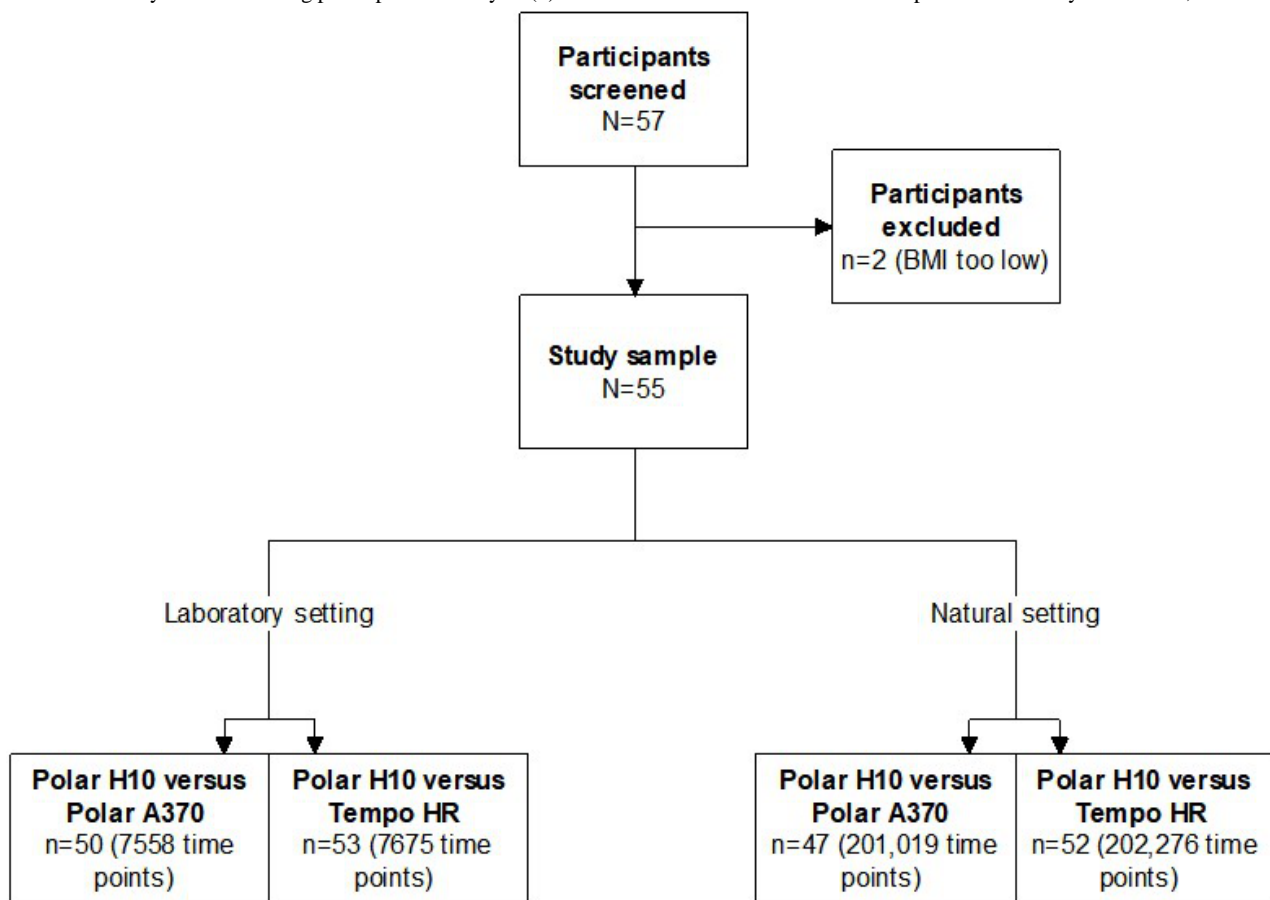 Participants
screened
N=57
Participants
excluded
n=2 (BMI too low)
Study sample
N=55
Laboratory setting
Natural setting
Polar H10 versus
Polar A370
n=50 (7558 time
points)
Polar H10 versus
Tempo HR
n=53 (7675 time
points)
Polar H10 versus
Polar A370
n=47 (201,019 time
points)
Polar H10 versus
Tempo HR
n=52 (202,276 time
points)